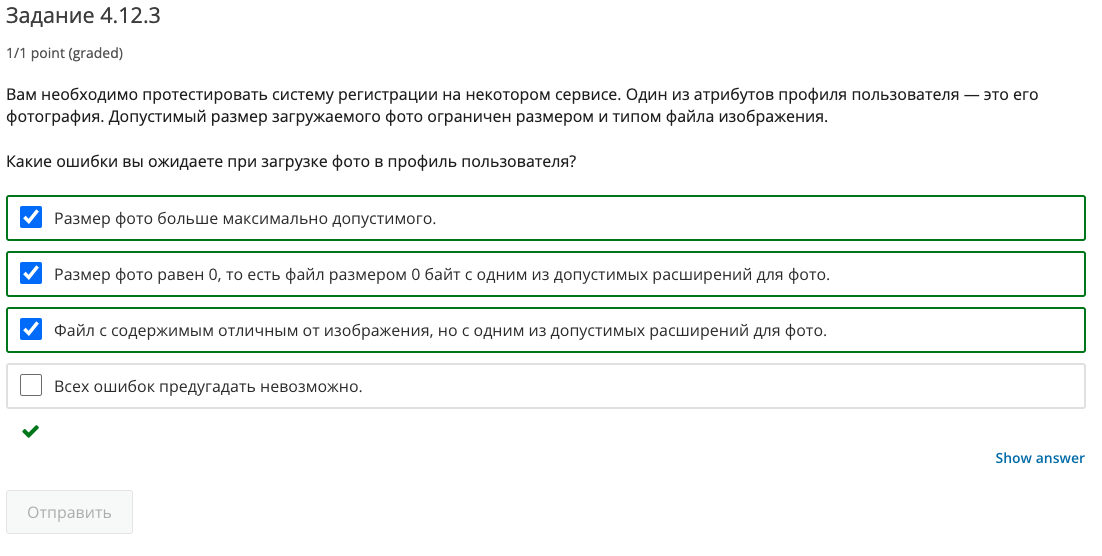 Задание 4.12.3
1/1 point (graded)
Вам необходимо протестировать систему регистрации на некотором сервисе. Один из атрибутов профиля пользователя — это его
фотография. Допустимый размер загружаемого фото ограничен размером и типом файла изображения.
Какие ошибки вы ожидаете при загрузке фото в профиль пользователя?
Размер фото больше максимально допустимого.
Размер фото равен 0, то есть файл размером 0 байт с одним из допустимых расширений для фото.
Файл с содержимым отличным от изображения, но с одним из допустимых расширений для фото.
Всех ошибок предугадать невозможно.
Show answer
Отправить